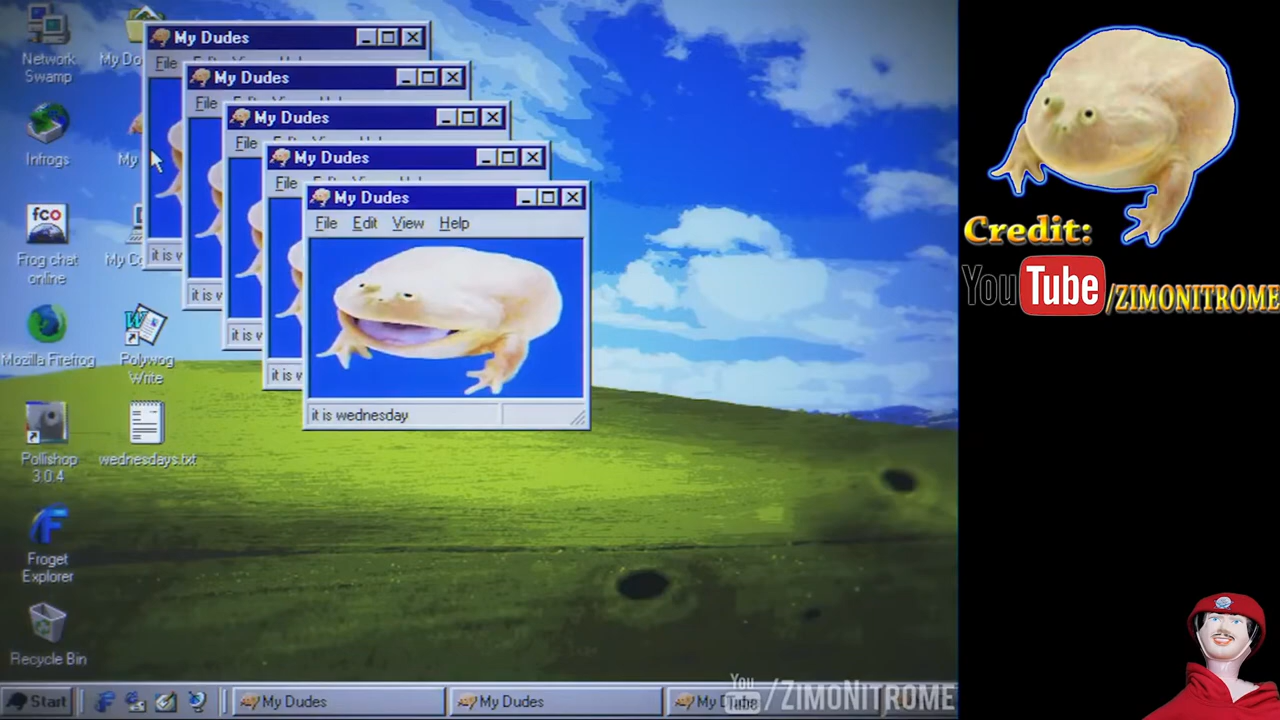 Network
Swamp
My Do
Infrogs
My
fco
Frog chat
online
My Co
Mozilla Firefrog
Polywog
Write
Pollishop
3.0.4
wednesdays.txt
Froget
Explorer
Recycle Bin
My Dudes
File
My Dudes
File
My Dudes
File
My Dudes
File
My Dudes
File Edit View Help
it is w
it is w
it is w
it is w
it is wednesday
Start
My Dudes
My Dudes
My D
You Tube /ZIMONITROME
Credit:
YouTube /ZIMONITROME/